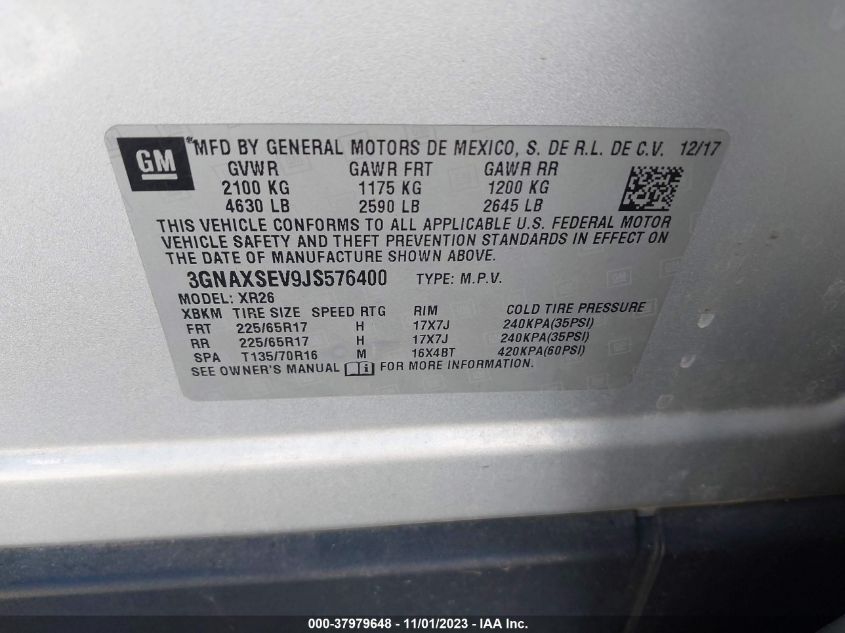 GM ® MFD BY GENERAL MOTORS DE MEXICO, S. DE R.L. DE C.V. 12/17
GVWR GAWR FRT GAWR RR
2100 KG 1175 KG 1200 KG
4630 LB 2590 LB 2645 LB
THIS VEHICLE CONFORMS TO ALL APPLICABLE U.S. FEDERAL MOTOR
VEHICLE SAFETY AND THEFT PREVENTION STANDARDS IN EFFECT ON
THE DATE OF MANUFACTURE SHOWN ABOVE.
3GNAXSEV9JS576400 TYPE: M.P.V.
MODEL: XR26
XBKM TIRE SIZE SPEED RTG RIM COLD TIRE PRESSURE
FRT 225/65R17 H 17X7J 240KPA(35PSI)
RR 225/65R17 H 17X7J 240KPA(35PSI)
SPA T135/70R16 M 16X4BT 420KPA(60PSI)
SEE OWNER'S MANUAL FOR MORE INFORMATION.
000-37979648 - 11/01/2023 - IAA Inc.